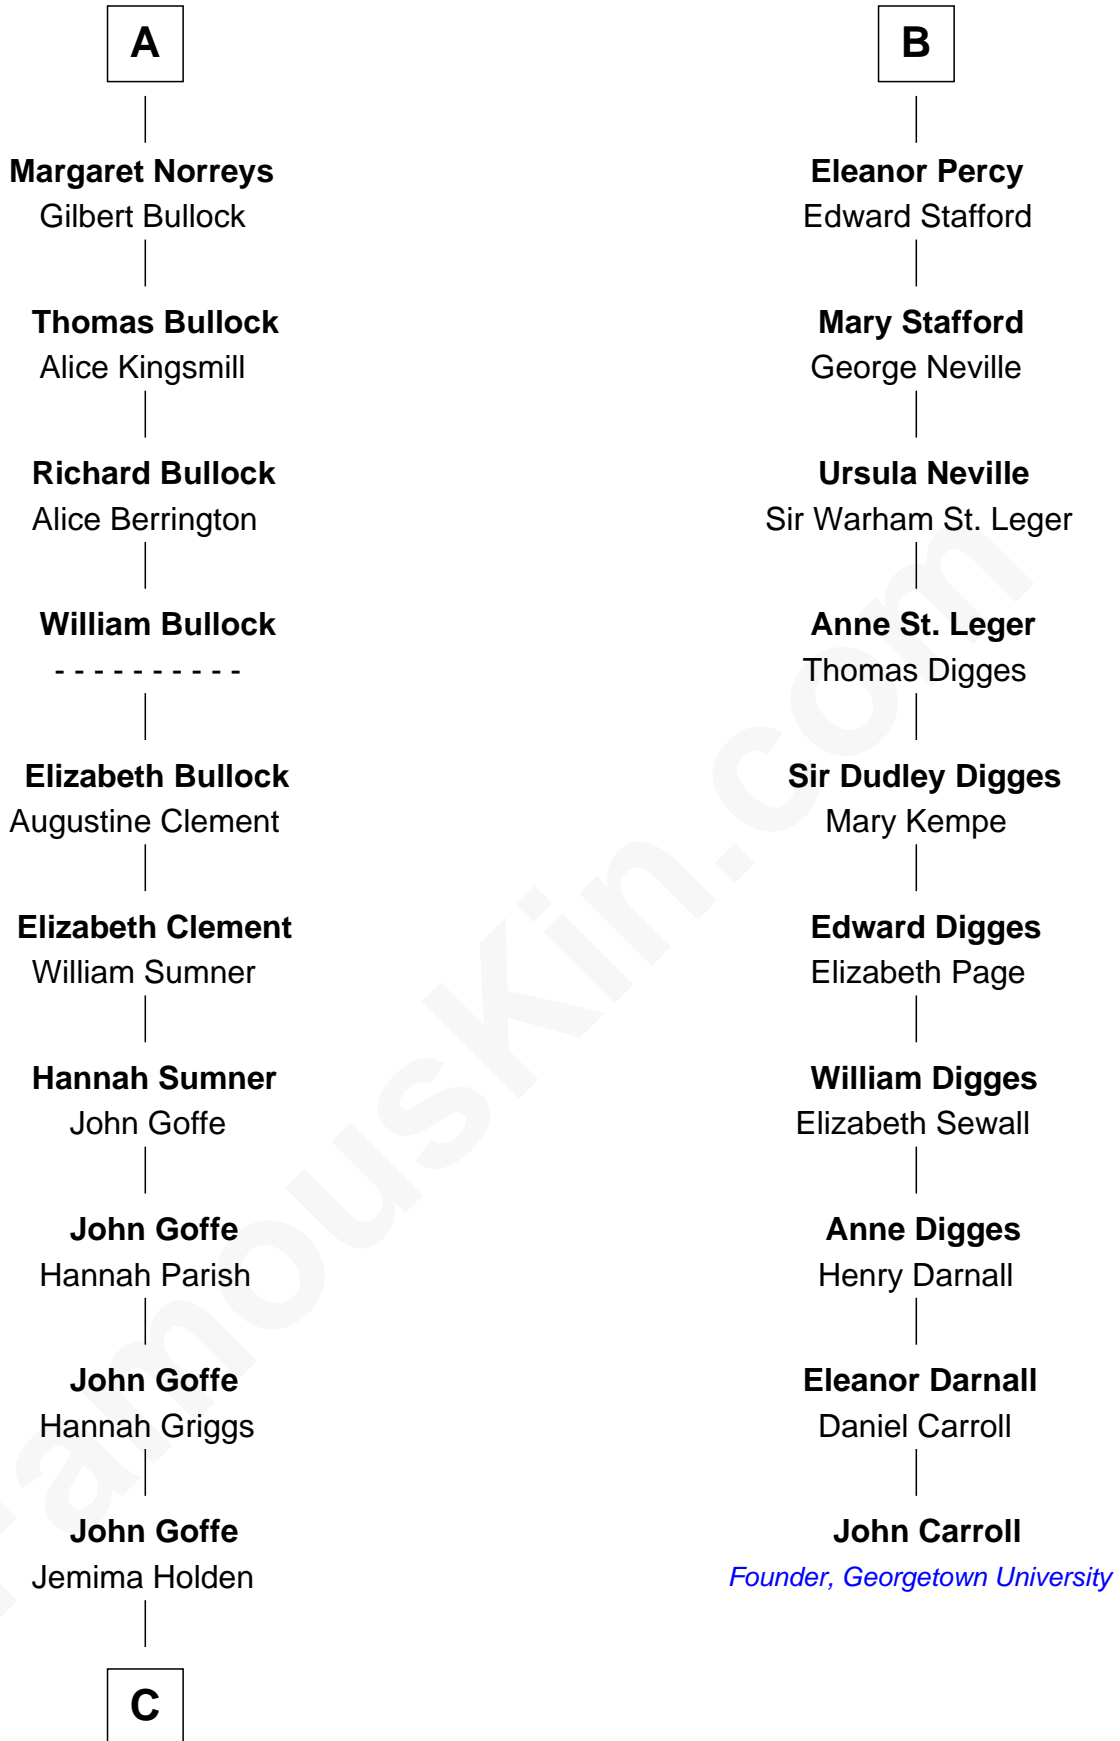 A
Margaret Norreys
Gilbert Bullock
Thomas Bullock
Alice Kingsmill
Richard Bullock
Alice Berrington
William Bullock
- - - - - - - - - -
Elizabeth Bullock
Augustine Clement
Elizabeth Clement
William Sumner
Hannah Sumner
John Goffe
John Goffe
Hannah Parish
John Goffe
Hannah Griggs
John Goffe
Jemima Holden
C
B
Eleanor Percy
Edward Stafford
Mary Stafford
George Neville
Ursula Neville
Sir Warham St. Leger
Anne St. Leger
Thomas Digges
Sir Dudley Digges
Mary Kempe
Edward Digges
Elizabeth Page
William Digges
Elizabeth Sewall
Anne Digges
Henry Darnall
Eleanor Darnall
Daniel Carroll
John Carroll
Founder, Georgetown University
FamousKin.com